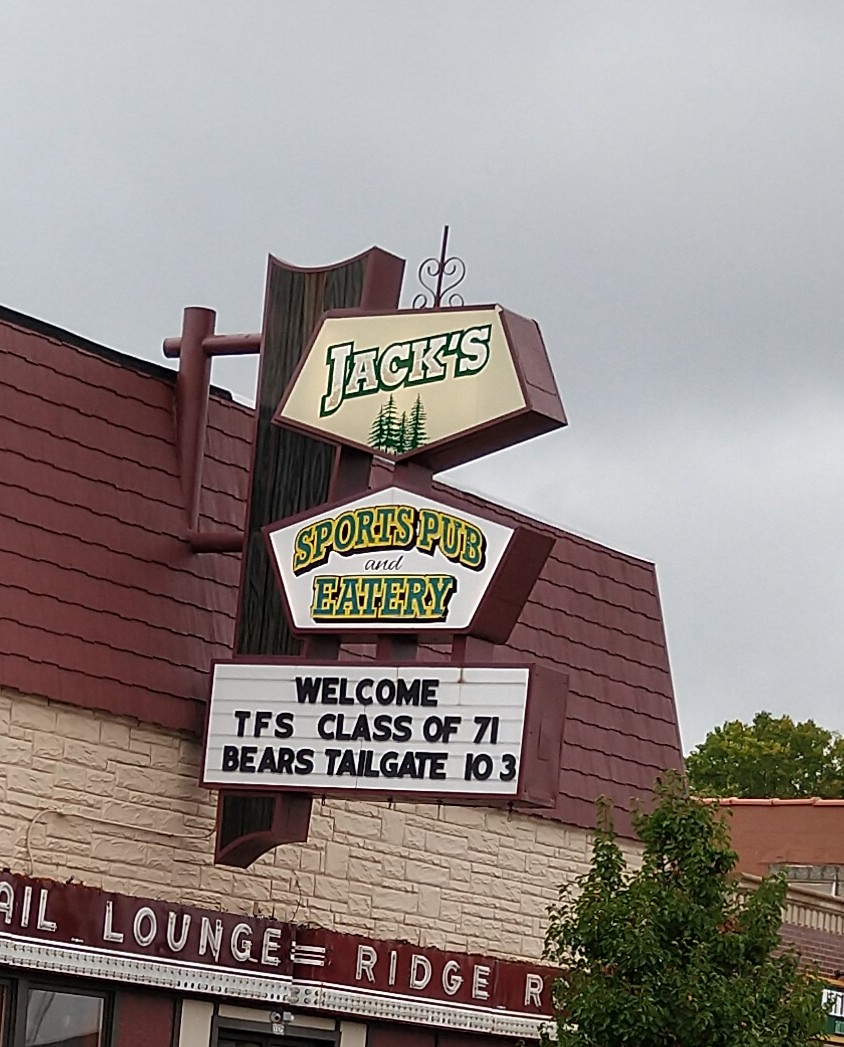 JACK'S
SPORTS PUB
and
EATERY
WELCOME
TFS CLASS OF 71
BEARS TAILGATE 10 3
AIL LOUNGE = RIDGE R